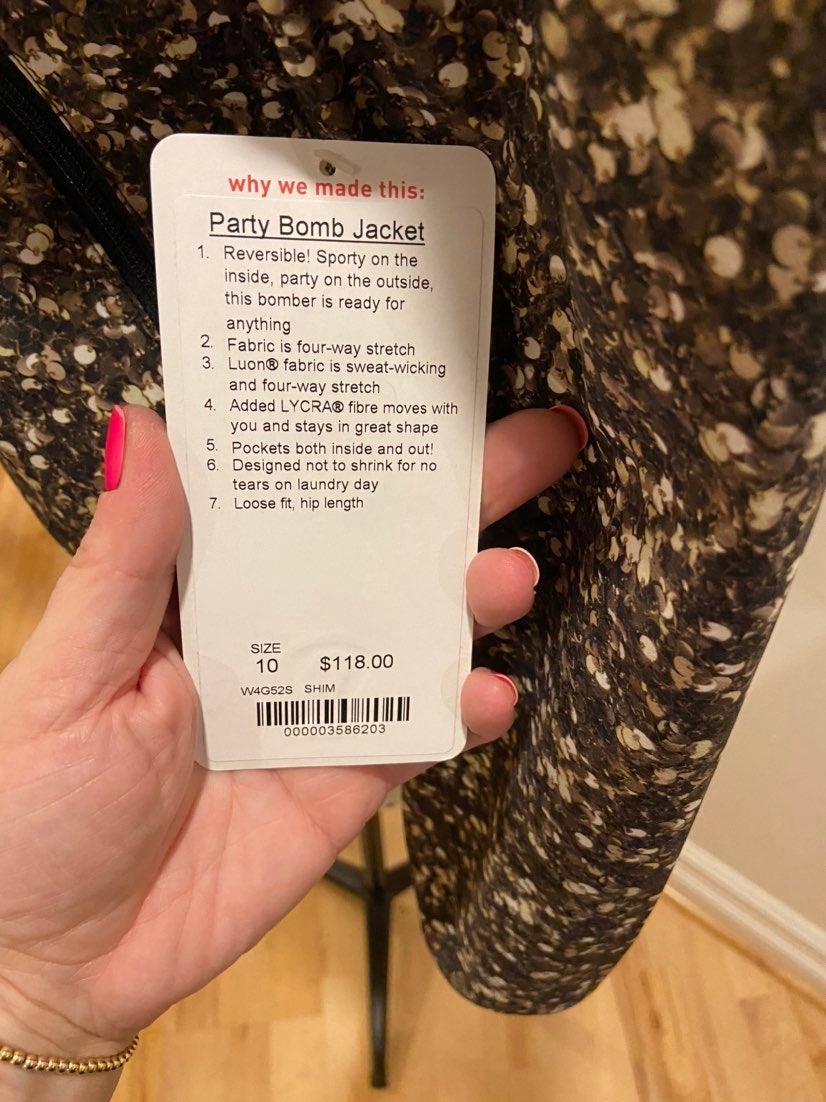 why we made this:
Party Bomb Jacket
1. Reversible! Sporty on the
inside, party on the outside,
this bomber is ready for
anything
2. Fabric is four-way stretch
3. Luon® fabric is sweat-wicking
and four-way stretch
4. Added LYCRA® fibre moves with
you and stays in great shape
5. Pockets both inside and out!
6. Designed not to shrink for no
tears on laundry day
7. Loose fit, hip length
SIZE
10 $118.00
W4G52S SHIM
000003586203